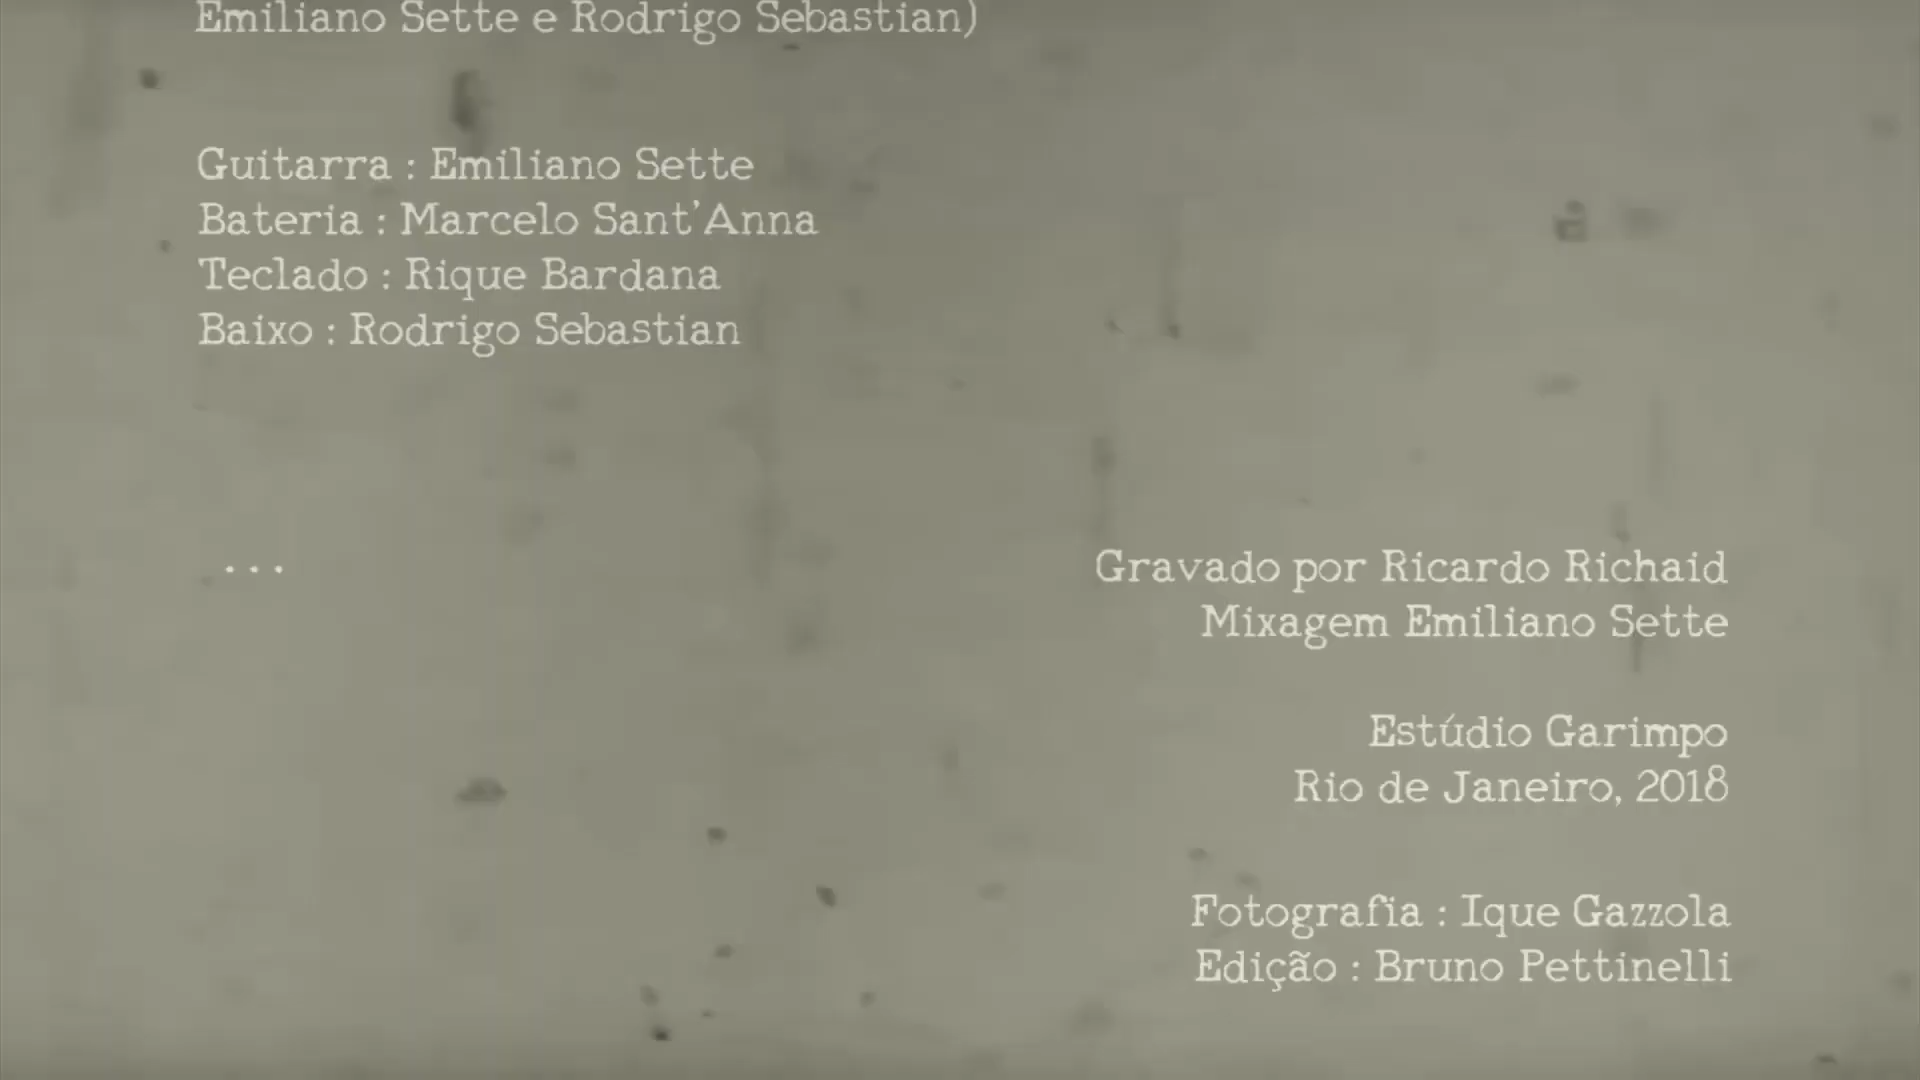 Emiliano Sette e Rodrigo Sebastian)
Guitarra : Emiliano Sette
Bateria : Marcelo Sant'Anna
Teclado : Rique Bardana
Baixo : Rodrigo Sebastian
...
Gravado por Ricardo Richaid
Mixagem Emiliano Sette
Estúdio Garimpo
Rio de Janeiro, 2018
Fotografia : Ique Gazzola
Edição : Bruno Pettinelli